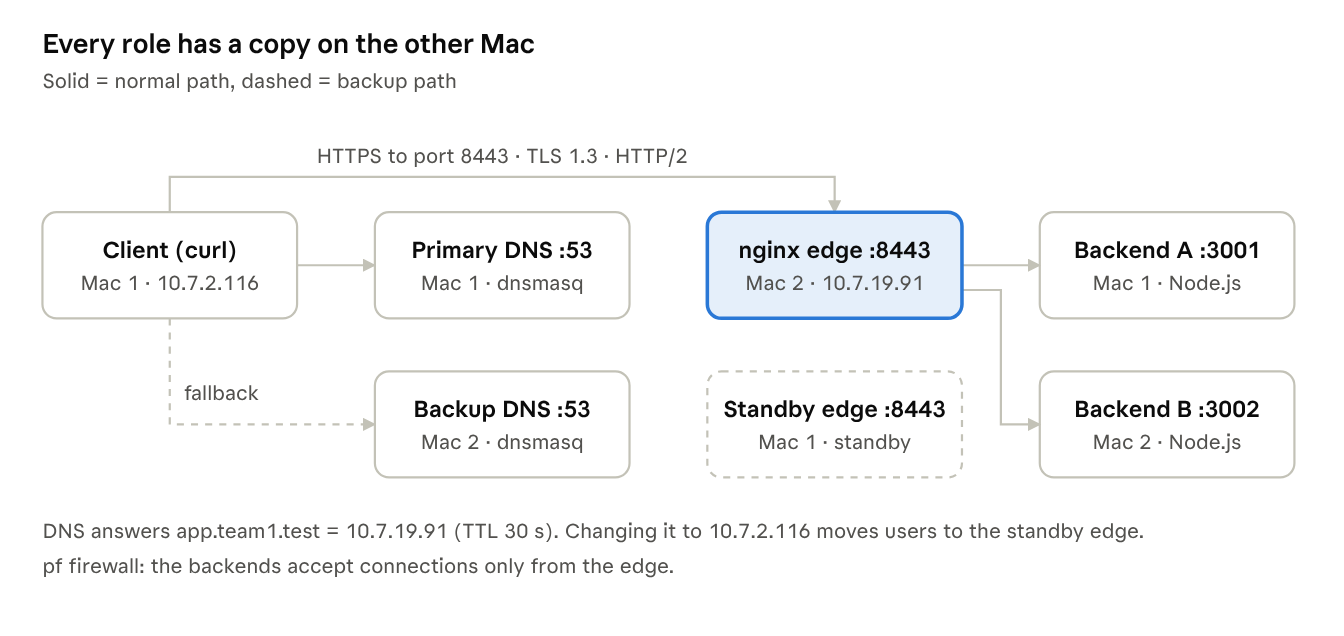 Every role has a copy on the other Mac
Solid = normal path, dashed = backup path
HTTPS to port 8443 · TLS 1.3 · HTTP/2
Client (curl)
Mac 1 · 10.7.2.116
Primary DNS :53
Mac 1 · dnsmasq
nginx edge :8443
Mac 2 · 10.7.19.91
Backend A :3001
Mac 1 · Node.js
fallback
Backup DNS :53
Mac 2 · dnsmasq
Standby edge :8443
Mac 1 · standby
Backend B :3002
Mac 2 · Node.js
DNS answers app.team1.test = 10.7.19.91 (TTL 30 s). Changing it to 10.7.2.116 moves users to the standby edge.
pf firewall: the backends accept connections only from the edge.